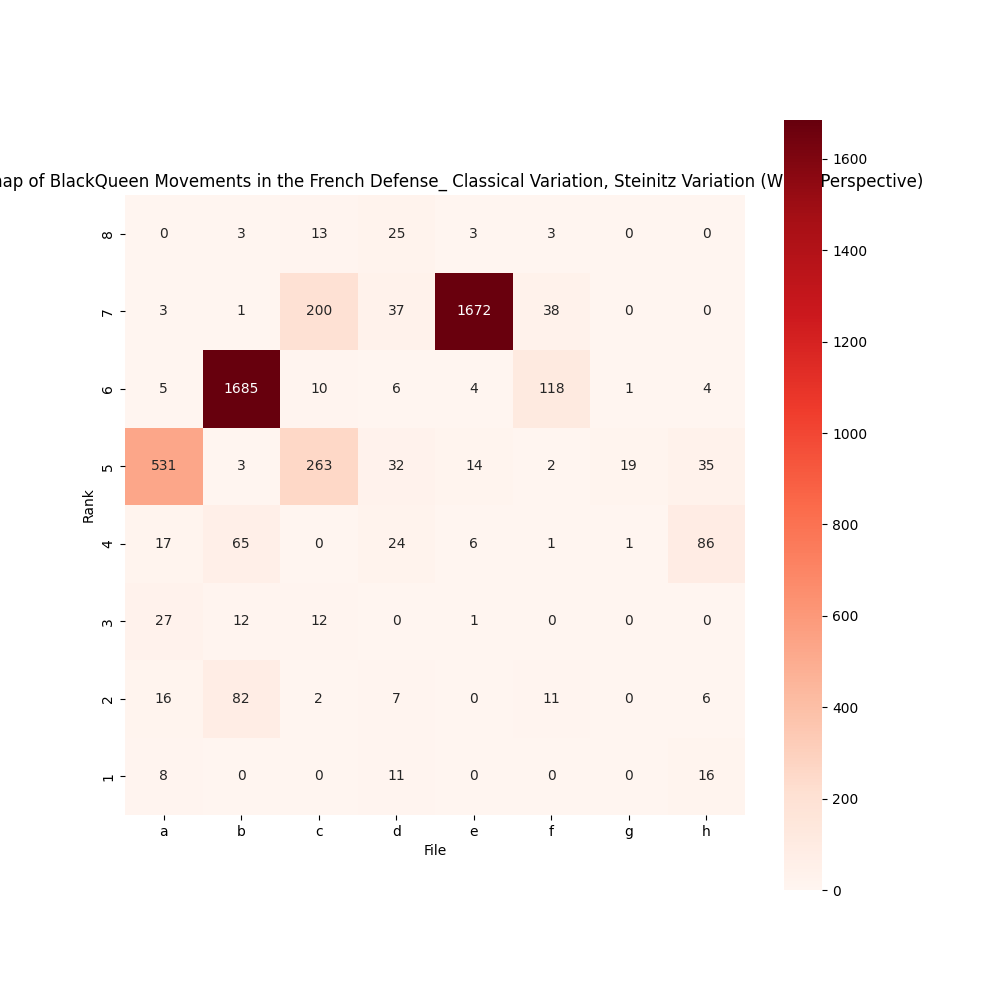 ap of BlackQueen Movements in the French Defense_ Classical Variation, Steinitz Variation (W Perspective)
1600
1400
1200
1000
800
600
400
200
0
Rank
8 0 3 13 25 3 3 0 0
7 3 1 200 37 1672 38 0 0
6 5 1685 10 6 4 118 1 4
5 531 3 263 32 14 2 19 35
4 17 65 0 24 6 1 1 86
3 27 12 12 0 1 0 0 0
2 16 82 2 7 0 11 0 6
1 8 0 0 11 0 0 0 16
a b c d e f g h
File